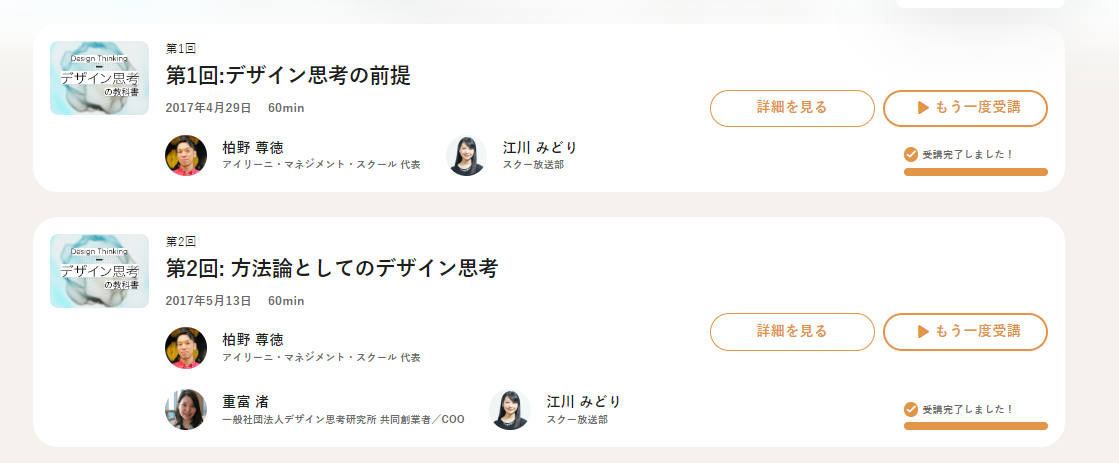 Design Thinking
デザイン思考
の教科書
第1回
第1回:デザイン思考の前提
2017年4月29日 60min
詳細を見る
もう一度受講
柏野 尊徳
アイリーニ・マネジメント・スクール 代表
江川 みどり
スクー放送部
受講完了しました！
Design Thinking
デザイン思考
の教科書
第2回
第2回: 方法論としてのデザイン思考
2017年5月13日 60min
詳細を見る
もう一度受講
柏野 尊徳
アイリーニ・マネジメント・スクール 代表
重富 渚
一般社団法人デザイン思考研究所 共同創業者／COO
江川 みどり
スクー放送部
受講完了しました！